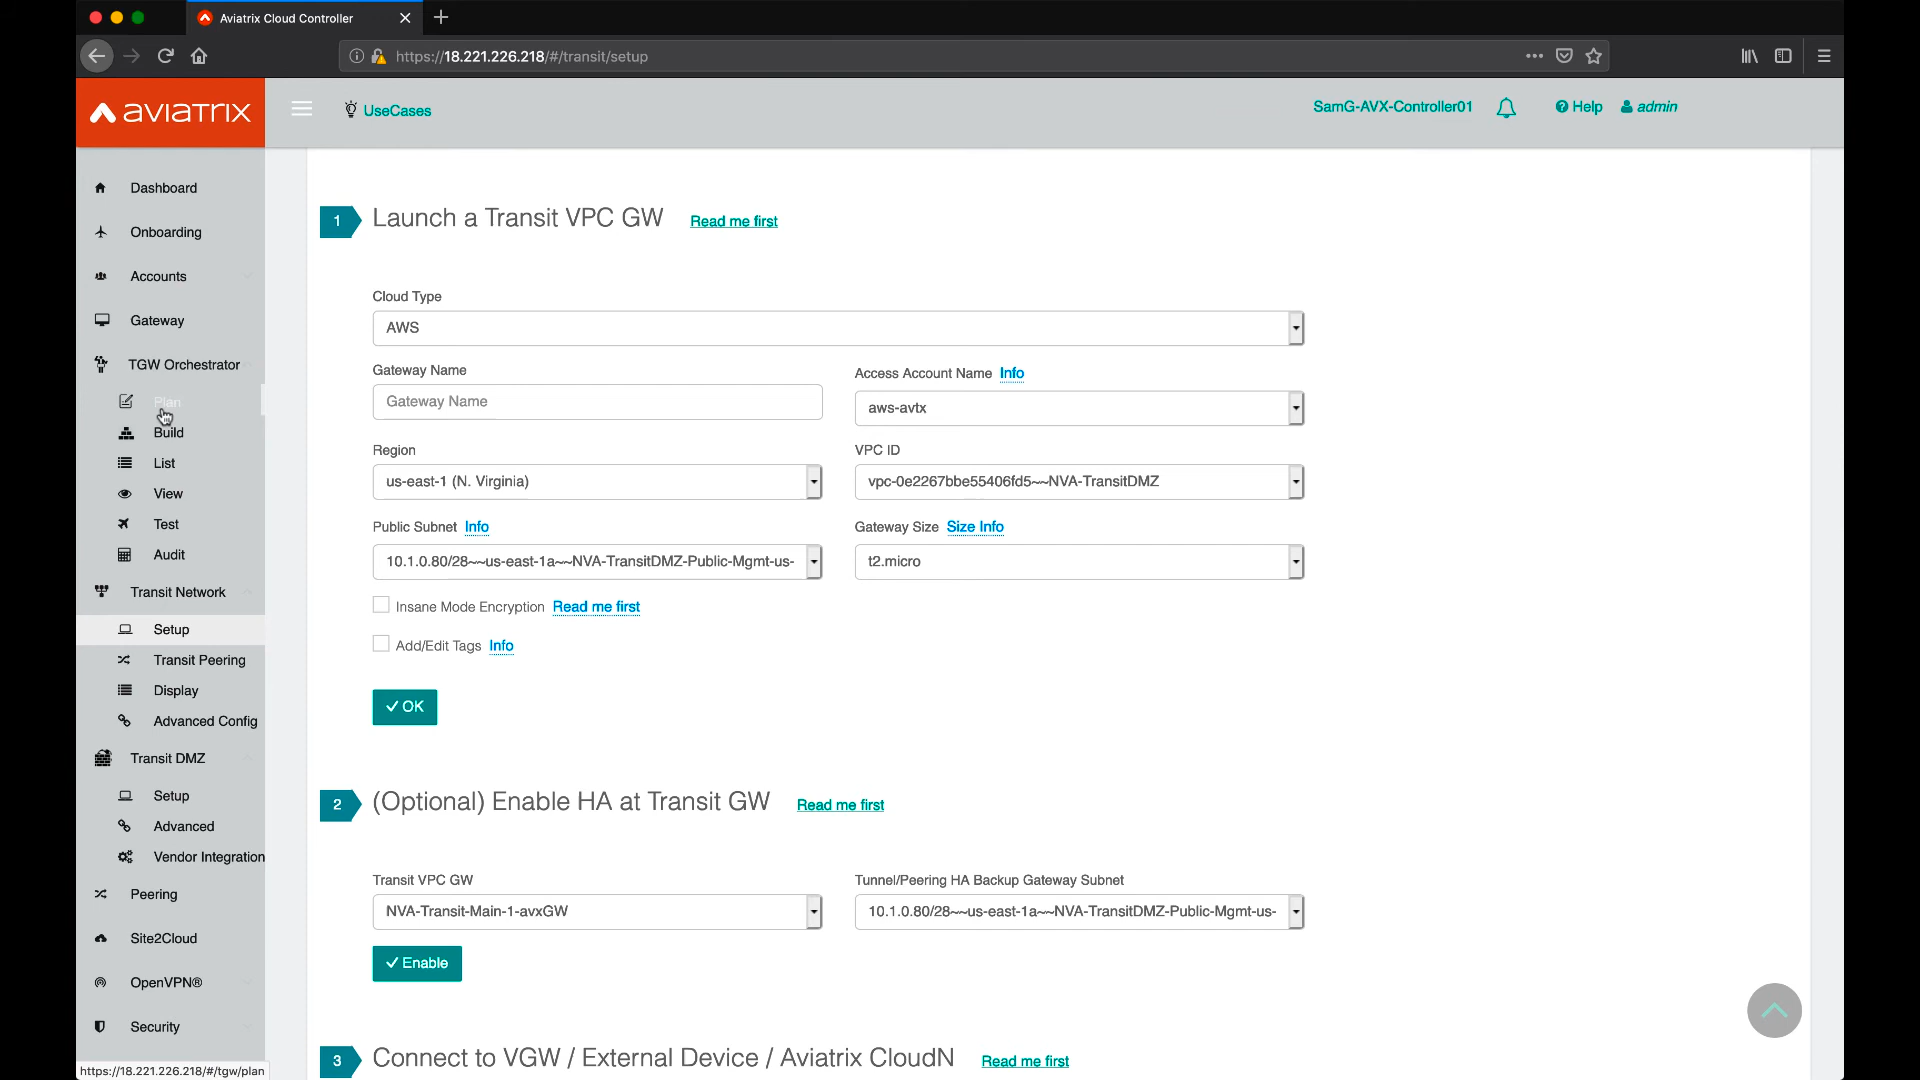 Aviatrix Cloud Controller
https://18.221.226.218/#/transit/setup
aviatrix
UseCases
SamG-AVX-Controller01
Help
admin
Dashboard
Onboarding
Accounts
Gateway
TGW Orchestrator
Plan
Build
List
View
Test
Audit
Transit Network
Setup
Transit Peering
Display
Advanced Config
Transit DMZ
Setup
Advanced
Vendor Integration
Peering
Site2Cloud
OpenVPN®
Security
https://18.221.226.218/#/tgw/plan
1 Launch a Transit VPC GW Read me first
Cloud Type
AWS
Gateway Name
Gateway Name
Access Account Name Info
aws-avtx
Region
us-east-1 (N. Virginia)
VPC ID
vpc-0e2267bbe55406fd5~~NVA-TransitDMZ
Public Subnet Info
10.1.0.80/28~~us-east-1a~~NVA-TransitDMZ-Public-Mgmt-us-
Gateway Size Size Info
t2.micro
Insane Mode Encryption Read me first
Add/Edit Tags Info
OK
2 (Optional) Enable HA at Transit GW Read me first
Transit VPC GW
NVA-Transit-Main-1-avxGW
Tunnel/Peering HA Backup Gateway Subnet
10.1.0.80/28~~us-east-1a~~NVA-TransitDMZ-Public-Mgmt-us-
Enable
3 Connect to VGW / External Device / Aviatrix CloudN Read me first